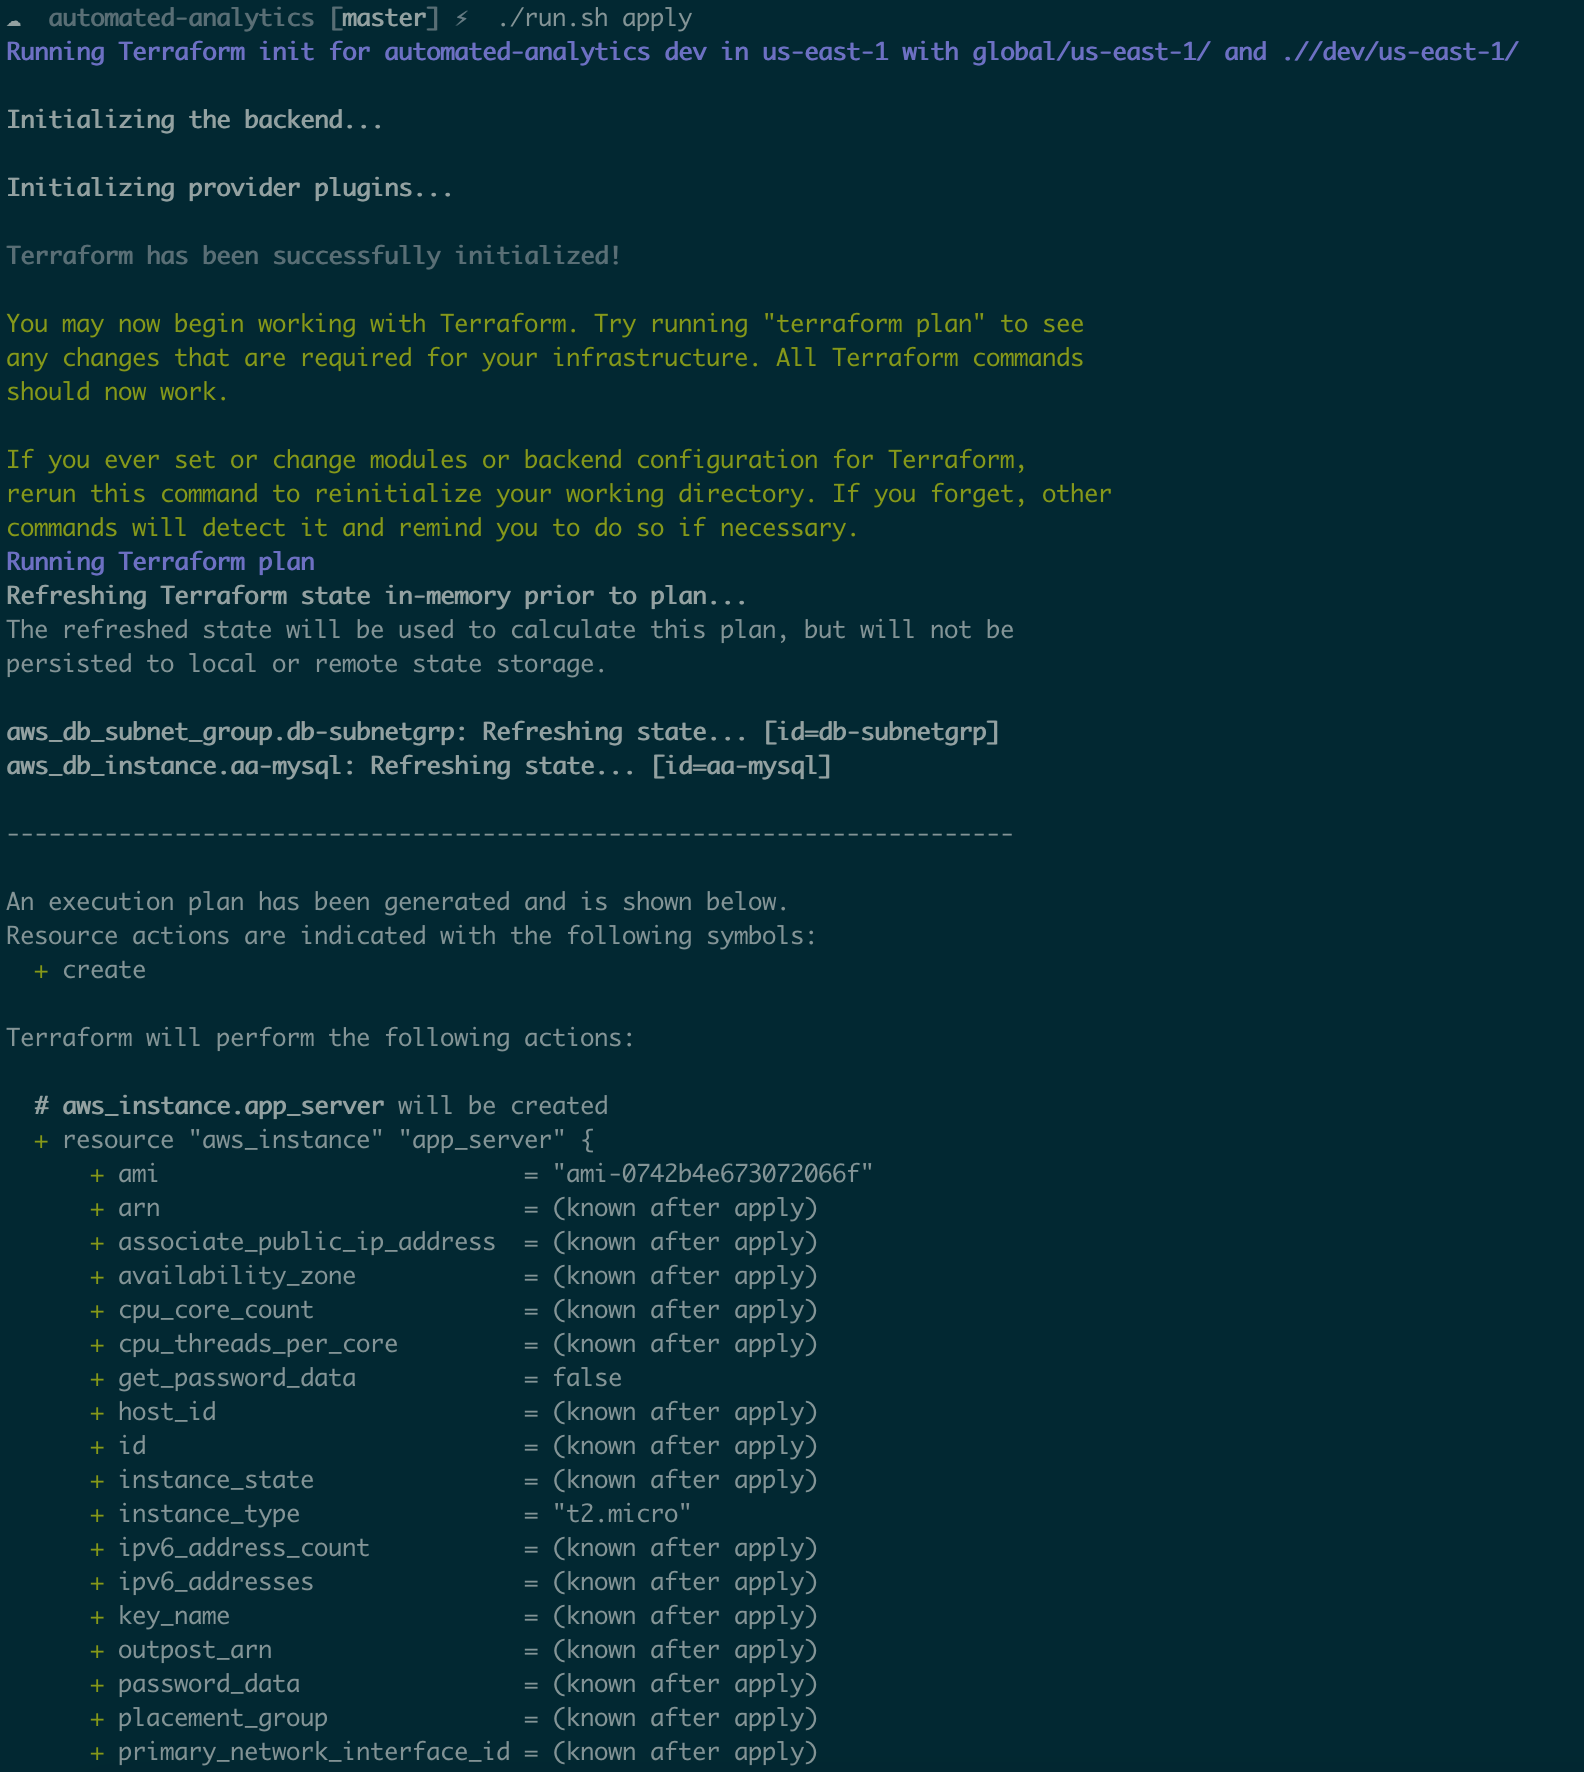 ☁  automated-analytics [master] ⚡  ./run.sh apply
Running Terraform init for automated-analytics dev in us-east-1 with global/us-east-1/ and .//dev/us-east-1/

Initializing the backend...

Initializing provider plugins...

Terraform has been successfully initialized!

You may now begin working with Terraform. Try running "terraform plan" to see
any changes that are required for your infrastructure. All Terraform commands
should now work.

If you ever set or change modules or backend configuration for Terraform,
rerun this command to reinitialize your working directory. If you forget, other
commands will detect it and remind you to do so if necessary.
Running Terraform plan
Refreshing Terraform state in-memory prior to plan...
The refreshed state will be used to calculate this plan, but will not be
persisted to local or remote state storage.

aws_db_subnet_group.db-subnetgrp: Refreshing state... [id=db-subnetgrp]
aws_db_instance.aa-mysql: Refreshing state... [id=aa-mysql]

------------------------------------------------------------------------

An execution plan has been generated and is shown below.
Resource actions are indicated with the following symbols:
  + create

Terraform will perform the following actions:

  # aws_instance.app_server will be created
  + resource "aws_instance" "app_server" {
      + ami                          = "ami-0742b4e673072066f"
      + arn                          = (known after apply)
      + associate_public_ip_address  = (known after apply)
      + availability_zone            = (known after apply)
      + cpu_core_count               = (known after apply)
      + cpu_threads_per_core         = (known after apply)
      + get_password_data            = false
      + host_id                      = (known after apply)
      + id                           = (known after apply)
      + instance_state               = (known after apply)
      + instance_type                = "t2.micro"
      + ipv6_address_count           = (known after apply)
      + ipv6_addresses               = (known after apply)
      + key_name                     = (known after apply)
      + outpost_arn                  = (known after apply)
      + password_data                = (known after apply)
      + placement_group              = (known after apply)
      + primary_network_interface_id = (known after apply)